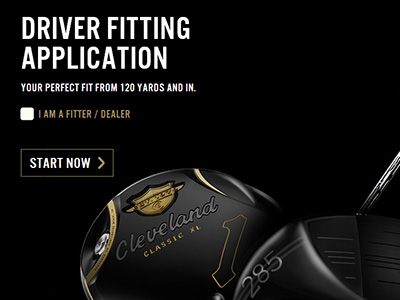 DRIVER FITTING
APPLICATION
YOUR PERFECT FIT FROM 120 YARDS AND IN.
I AM A FITTER / DEALER
START NOW
Cleveland
CLASSIC XL
1
285